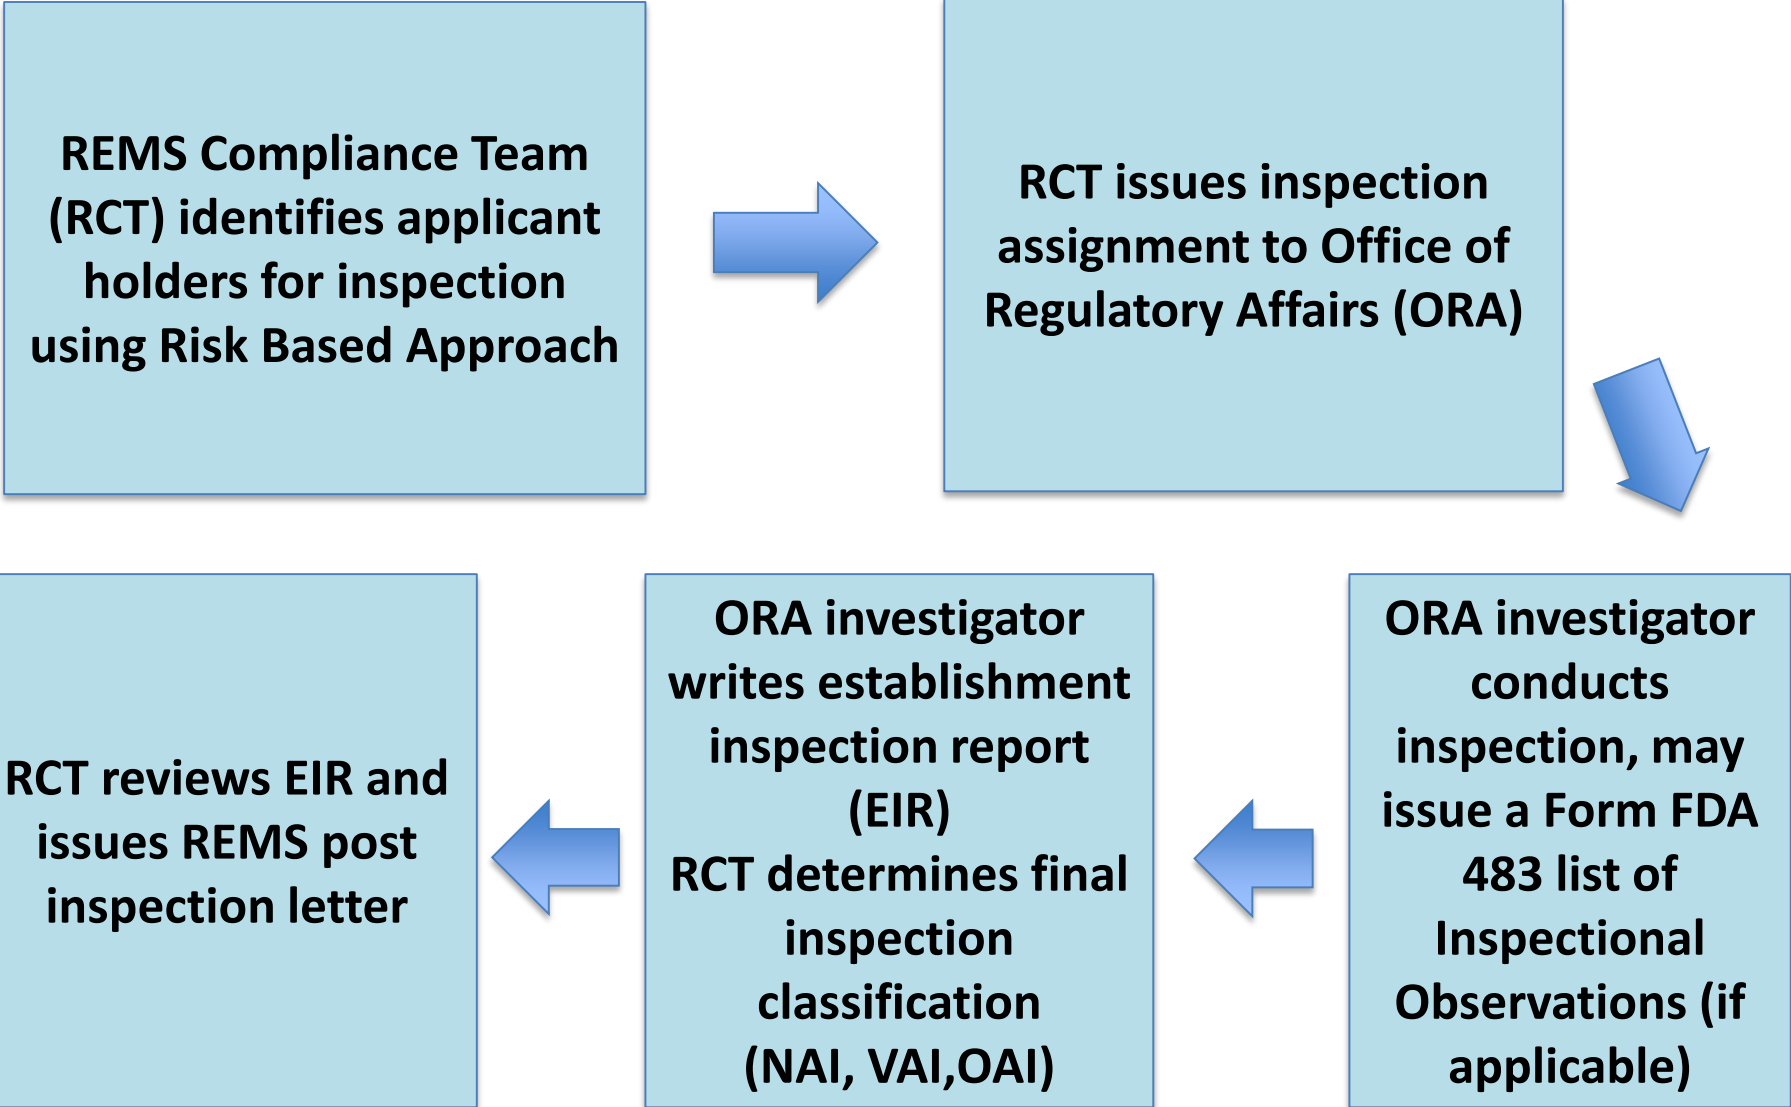 REMS Compliance Team
(RCT) identifies applicant
holders for inspection
using Risk Based Approach
RCT issues inspection
assignment to Office of
Regulatory Affairs (ORA)
ORA investigator
conducts
inspection, may
issue a Form FDA
483 list of
Inspectional
Observations (if
applicable)
ORA investigator
writes establishment
inspection report
(EIR)
RCT determines final
inspection
classification
(NAI, VAI,OAI)
RCT reviews EIR and
issues REMS post
inspection letter